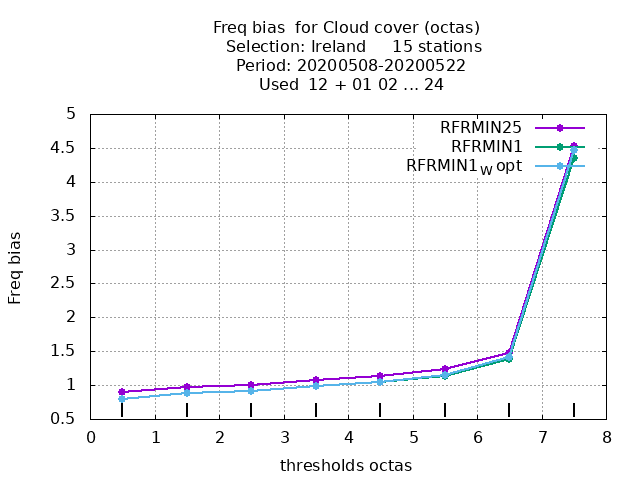 Freq bias  for Cloud cover (octas)
Selection: Ireland     15 stations
Period: 20200508-20200522
Used  12 + 01 02 ... 24
RFRMIN25
RFRMIN1
RFRMIN1W opt
5
4.5
4
3.5
3
2.5
2
1.5
1
0.5
Freq bias
0 1 2 3 4 5 6 7 8
thresholds octas